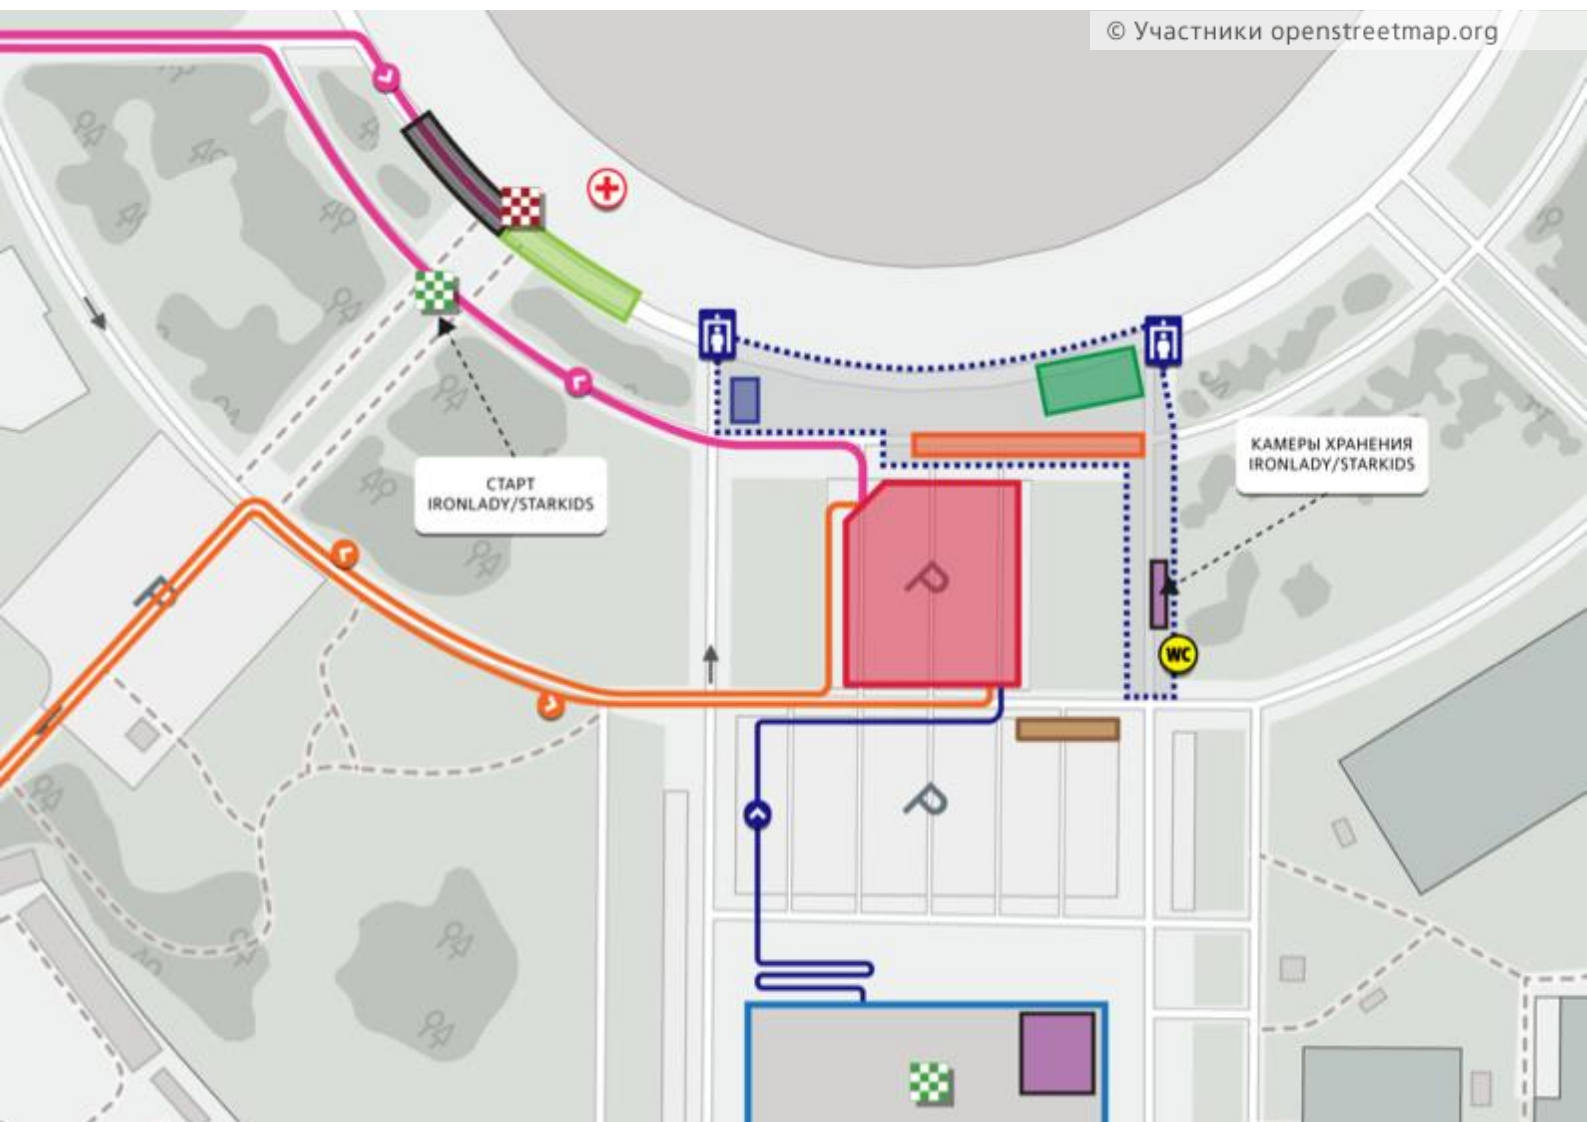 © Участники openstreetmap.org
КАМЕРЫ ХРАНЕНИЯ
IRONLADY/STARKIDS
СТАРТ
IRONLADY/STARKIDS
P
P
WC
P